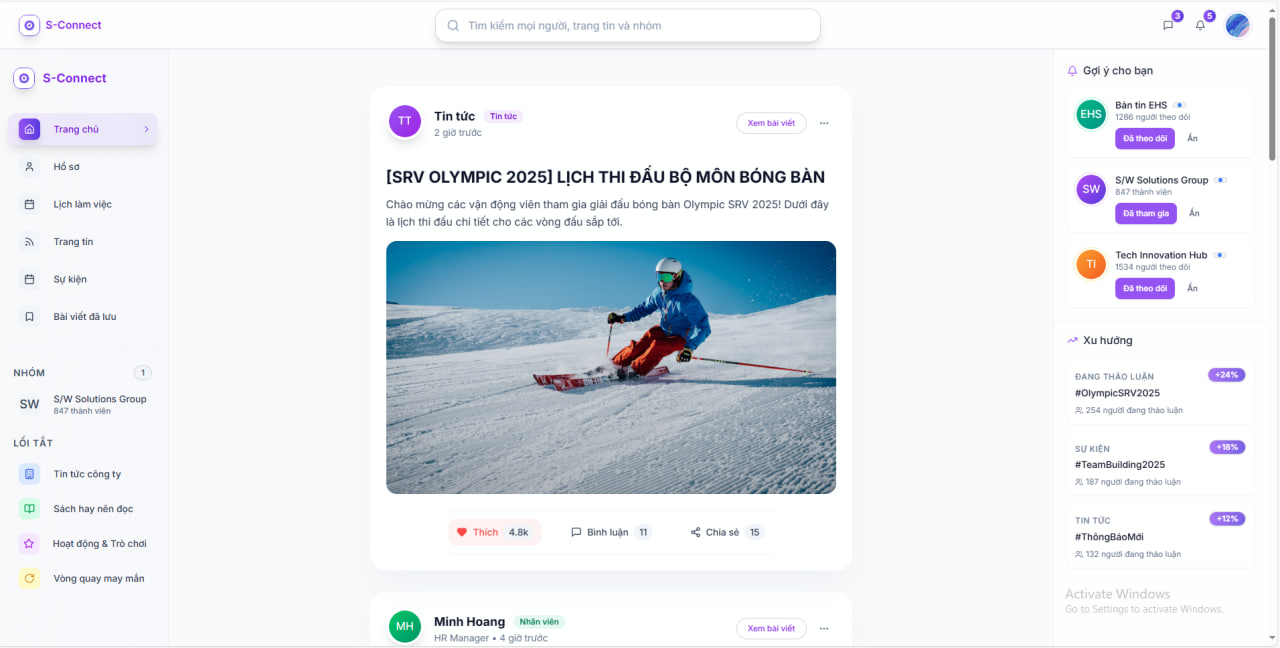 S-Connect
Tìm kiếm mọi người, trang tin và nhóm
3
5
S-Connect
Trang chủ
Hồ sơ
Lịch làm việc
Trang tin
Sự kiện
Bài viết đã lưu
NHÓM
1
SW
S/W Solutions Group
847 thành viên
LỐI TẮT
Tin tức công ty
Sách hay nên đọc
Hoạt động & Trò chơi
Vòng quay may mắn
TT
Tin tức
Tin tức
2 giờ trước
Xem bài viết
[SRV OLYMPIC 2025] LỊCH THI ĐẤU BỘ MÔN BÓNG BÀN
Chào mừng các vận động viên tham gia giải đấu bóng bàn Olympic SRV 2025! Dưới đây
là lịch thi đấu chi tiết cho các vòng đấu sắp tới.
Thích 4.8k
Bình luận 11
Chia sẻ 15
MH
Minh Hoang
Nhân viên
HR Manager • 4 giờ trước
Xem bài viết
Gợi ý cho bạn
EHS
Bản tin EHS
1286 người theo dõi
Đã theo dõi
Ẩn
SW
S/W Solutions Group
847 thành viên
Đã tham gia
Ẩn
TI
Tech Innovation Hub
1534 người theo dõi
Đã theo dõi
Ẩn
Xu hướng
ĐANG THẢO LUẬN
+24%
#OlympicSRV2025
254 người đang thảo luận
SỰ KIỆN
+18%
#TeamBuilding2025
187 người đang thảo luận
TIN TỨC
+12%
#ThôngBáoMới
132 người đang thảo luận
Activate Windows
Go to Settings to activate Windows.